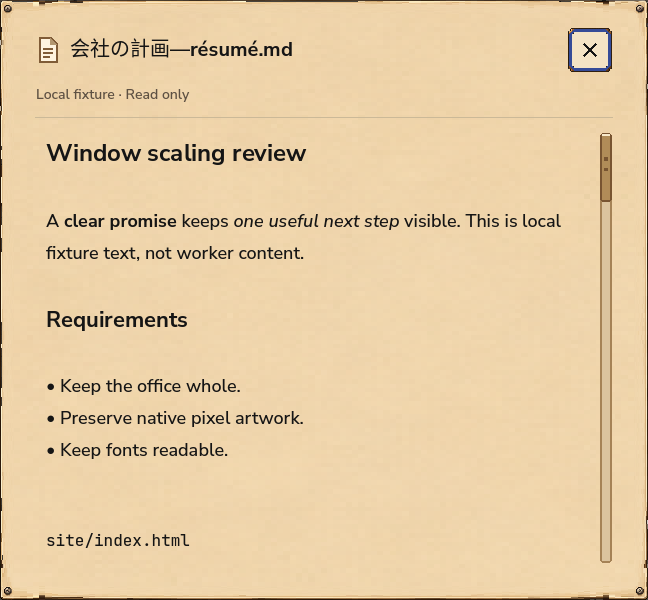 会社の計画—résumé.md
Local fixture · Read only
Window scaling review
A clear promise keeps one useful next step visible. This is local
fixture text, not worker content.
Requirements
• Keep the office whole.
• Preserve native pixel artwork.
• Keep fonts readable.
site/index.html